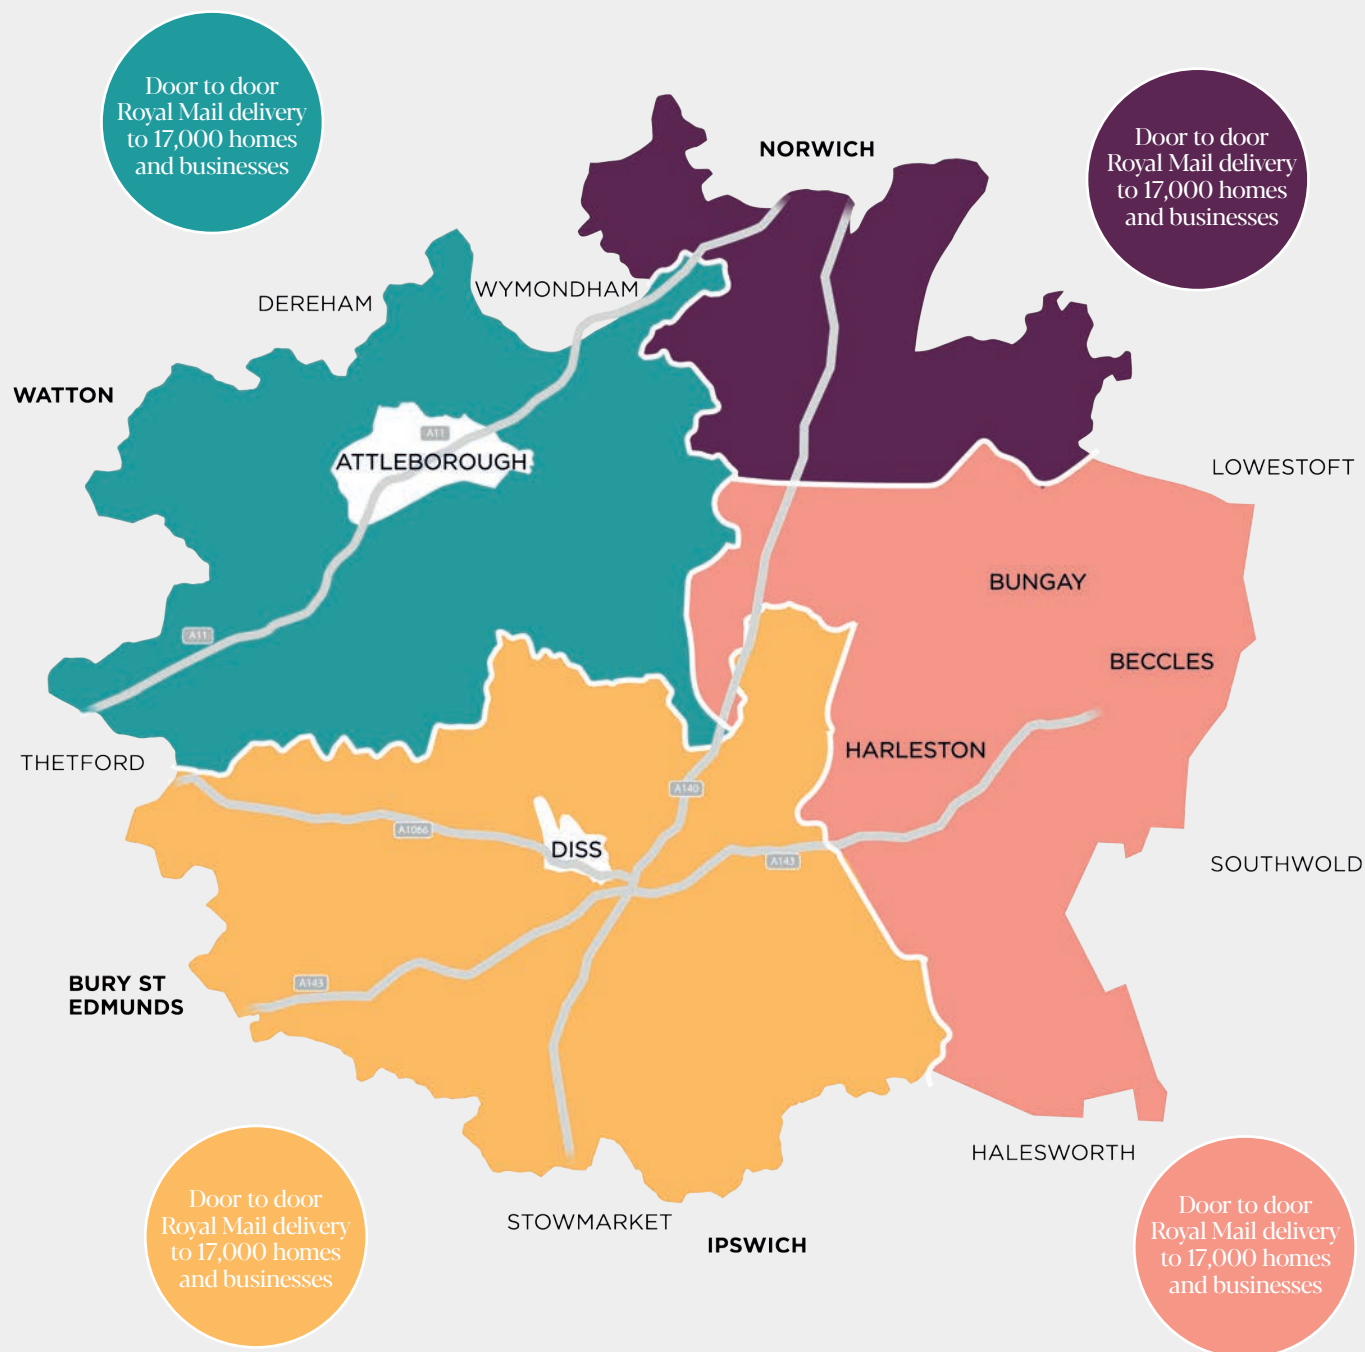 Door to door
Royal Mail delivery
to 17,000 homes
and businesses
Door to door
Royal Mail delivery
to 17,000 homes
and businesses
NORWICH
WYMONDHAM
DEREHAM
WATTON
A11
ATTLEBOROUGH
LOWESTOFT
BUNGAY
A11
BECCLES
HARLESTON
THETFORD
A140
A1066
DISS
A143
SOUTHWOLD
A143
BURY ST
EDMUNDS
HALESWORTH
STOWMARKET
IPSWICH
Door to door
Royal Mail delivery
to 17,000 homes
and businesses
Door to door
Royal Mail delivery
to 17,000 homes
and businesses